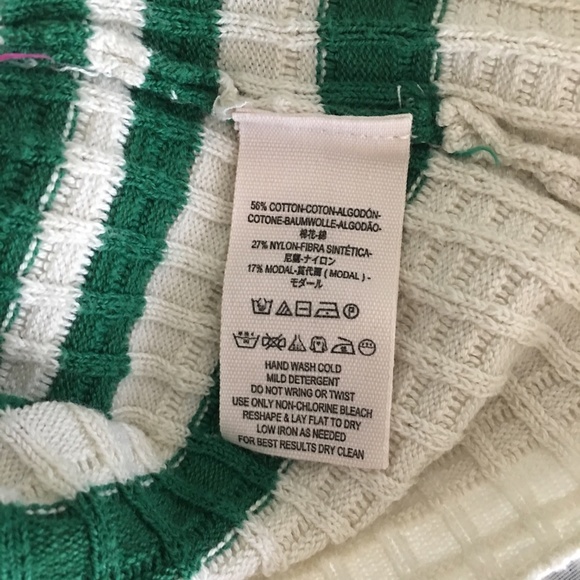 56% COTTON-COTON-ALGODÓN-
COTONE-BAUMWOLLE-ALGODÃO-
棉花-綿
27% NYLON-FIBRA SINTÉTICA-
尼龍-ナイロン
17% MODAL-莫代爾 ( MODAL ) -
モダール
HAND WASH COLD
MILD DETERGENT
DO NOT WRING OR TWIST
USE ONLY NON-CHLORINE BLEACH
RESHAPE & LAY FLAT TO DRY
LOW IRON AS NEEDED
FOR BEST RESULTS DRY CLEAN